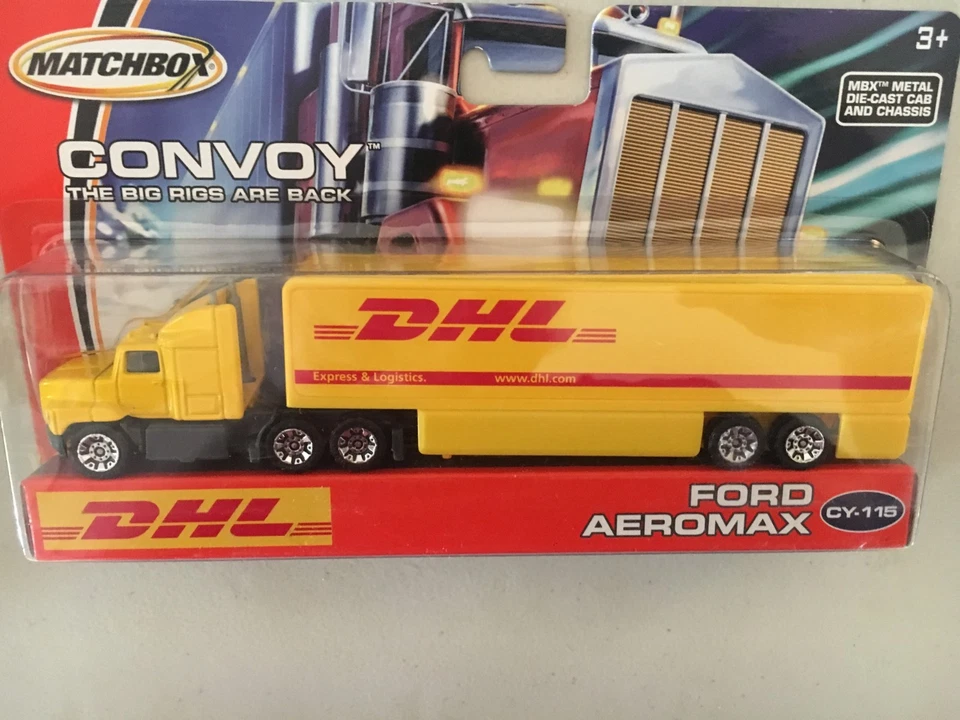 MATCHBOX
3+
MBX™ METAL
DIE-CAST CAB
AND CHASSIS
CONVOY™
THE BIG RIGS ARE BACK
DHL
Express & Logistics.
www.dhl.com
DHL
FORD
AEROMAX
CY-115